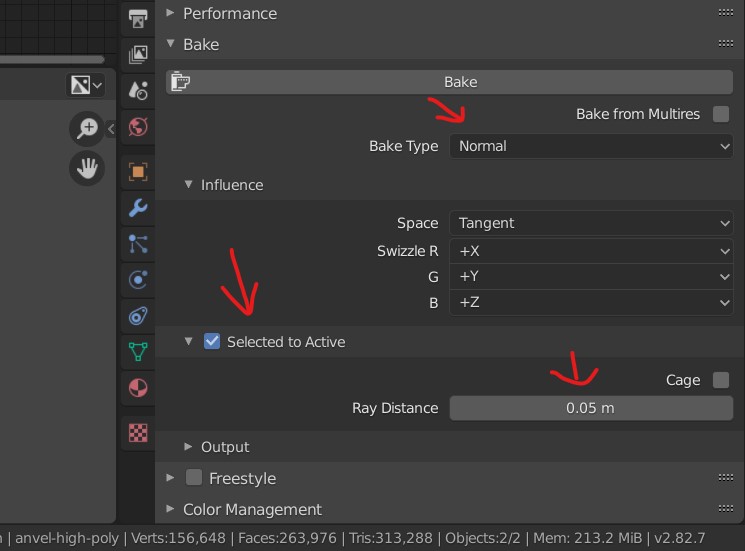 Performance
Bake
Bake
Bake from Multires
Bake Type Normal
Influence
Space Tangent
Swizzle R +X
G +Y
B +Z
Selected to Active
Cage
Ray Distance 0.05 m
Output
Freestyle
Color Management
| anvel-high-poly | Verts:156,648 | Faces:263,976 | Tris:313,288 | Objects:2/2 | Mem: 213.2 MiB | v2.82.7